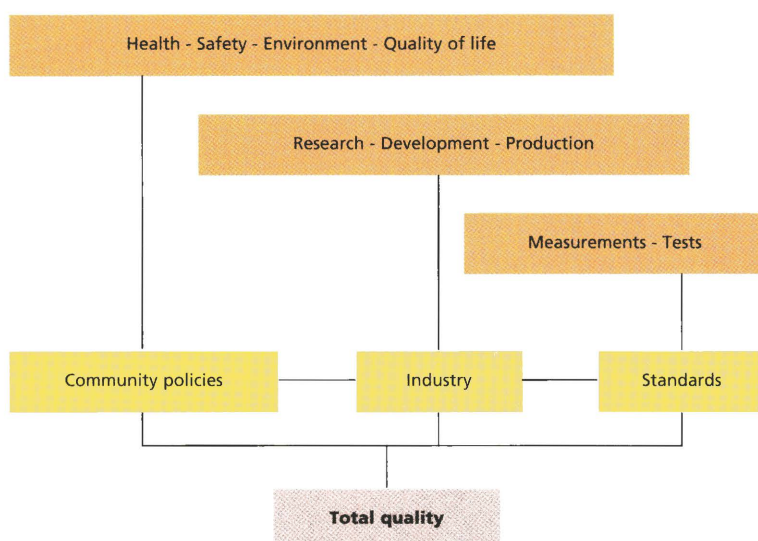 Health - Safety - Environment - Quality of life
Research - Development - Production
Measurements - Tests
Community policies
Industry
Standards
Total quality